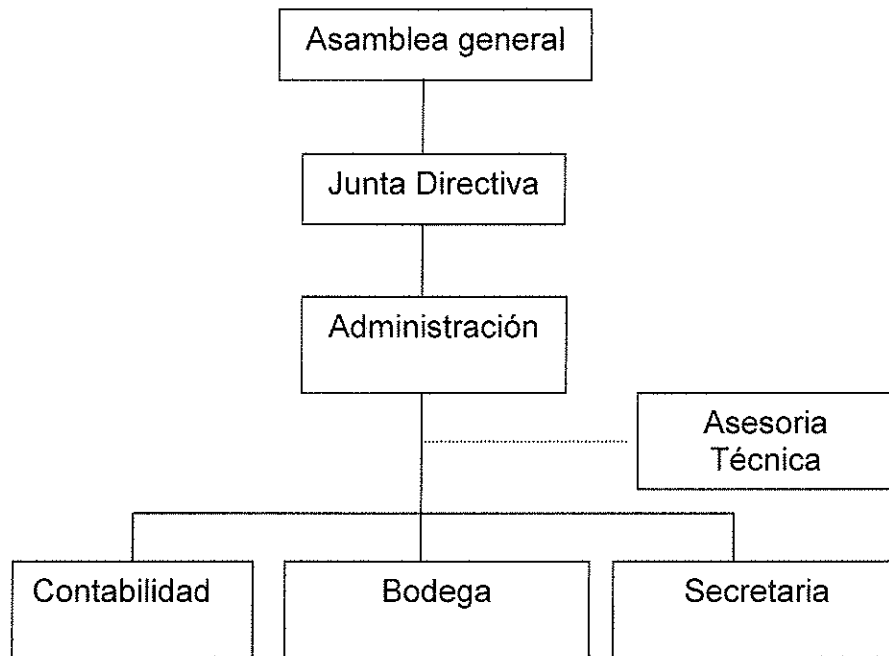 Asamblea general
Junta Directiva
Administración
Asesoria
Técnica
Contabilidad
Bodega
Secretaria